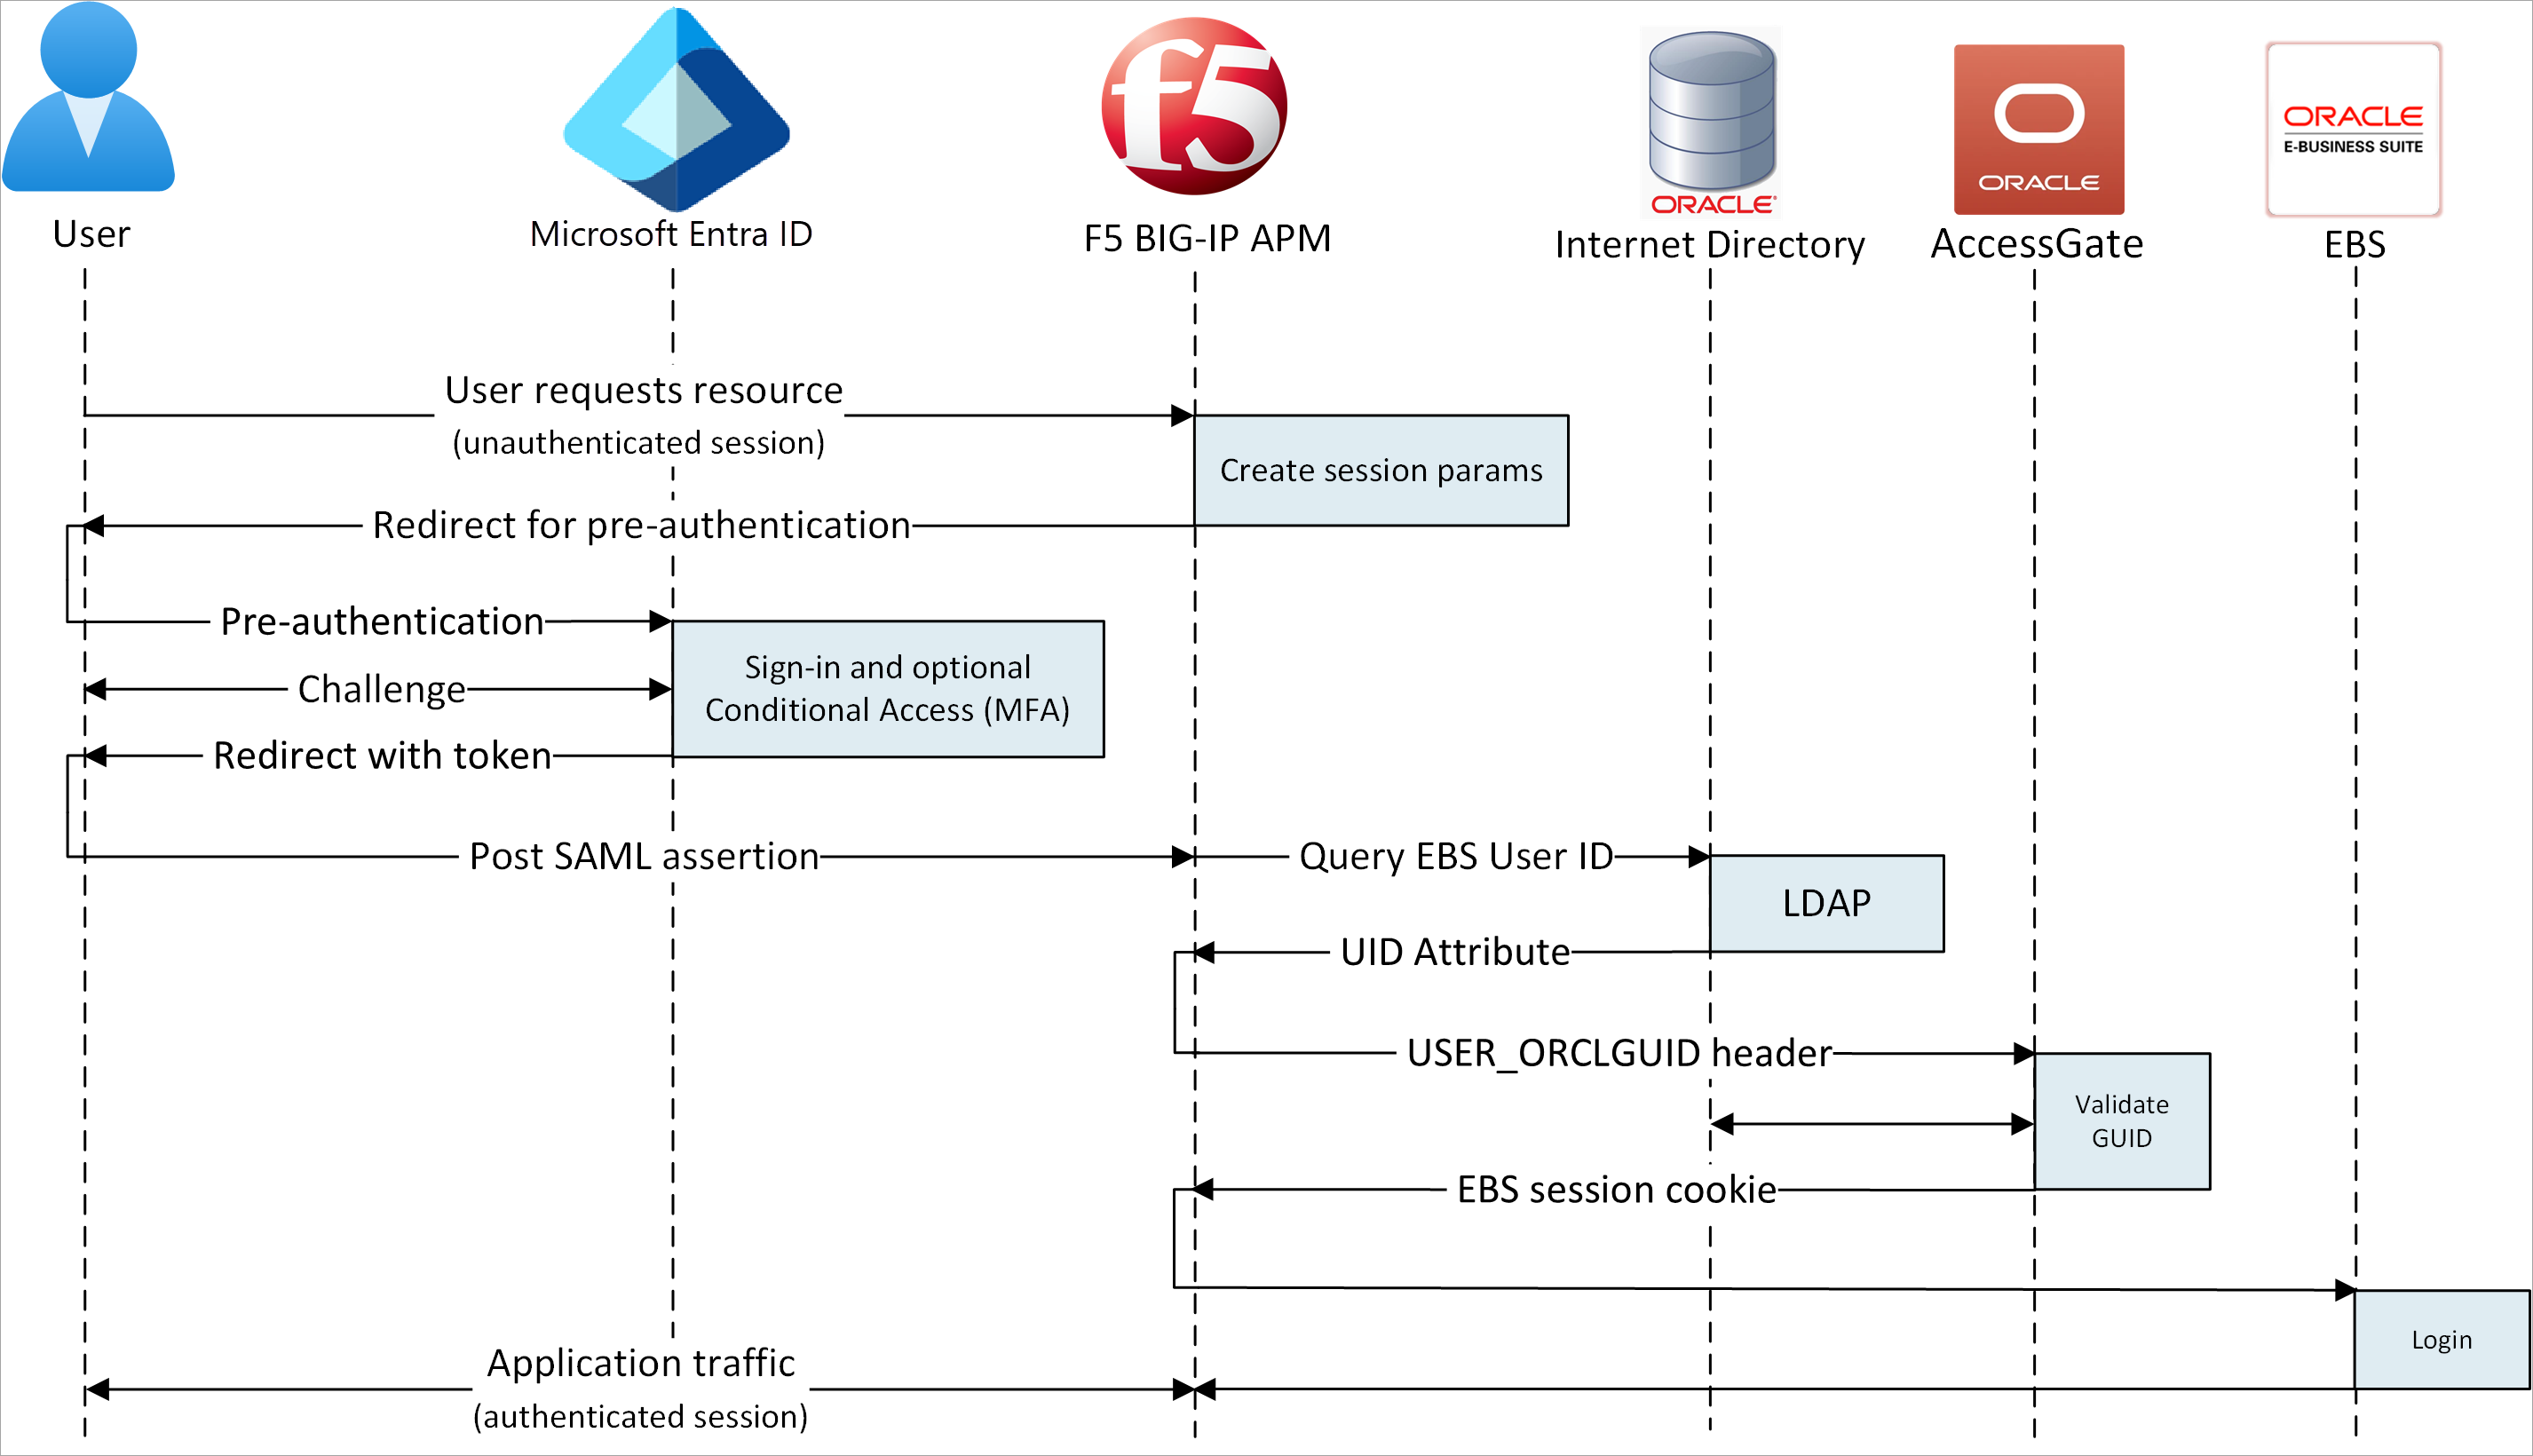 f5
ORACLE
ORACLE
ORACLE
E-BUSINESS SUITE
User
Microsoft Entra ID
F5 BIG-IP APM
Internet Directory
AccessGate
EBS
User requests resource
(unauthenticated session)
Create session params
Redirect for pre-authentication
Pre-authentication
Sign-in and optional
Conditional Access (MFA)
Challenge
Redirect with token
Post SAML assertion
Query EBS User ID
LDAP
UID Attribute
USER_ORCLGUID header
Validate
GUID
EBS session cookie
Login
Application traffic
(authenticated session)